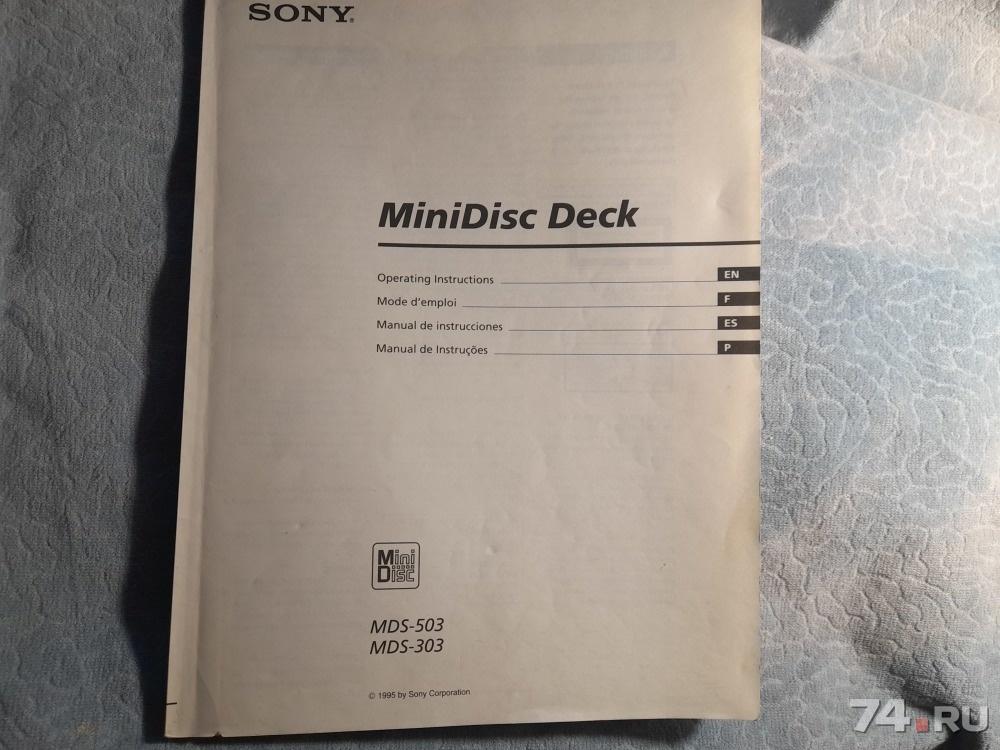 SONY®
MiniDisc Deck
Operating Instructions EN
Mode d'emploi F
Manual de instrucciones ES
Manual de Instruções P
Mini
Disc
MDS-503
MDS-303
© 1995 by Sony Corporation
74.RU